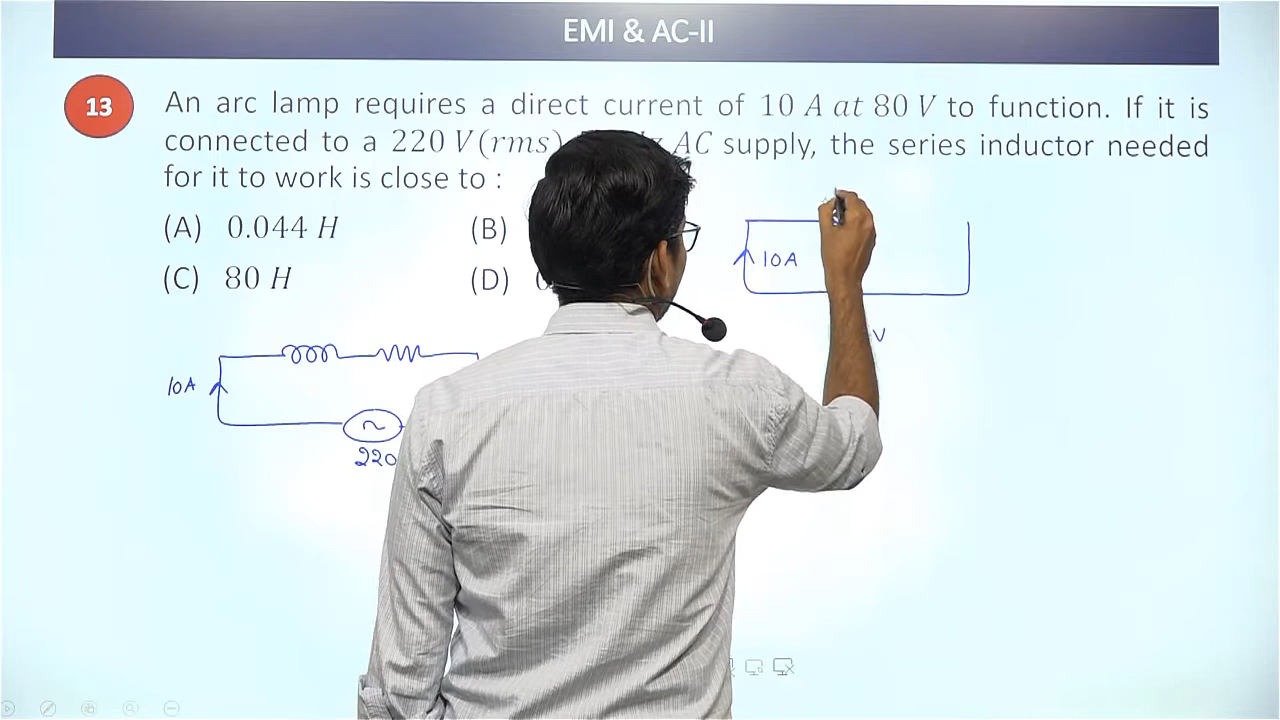 EMI & AC-II
13
An arc lamp requires a direct current of 10 A at 80 V to function. If it is
connected to a 220 V(rms) AC supply, the series inductor needed
for it to work is close to :
(A) 0.044 H (B)
(C) 80 H (D)
10A
10A
V
220